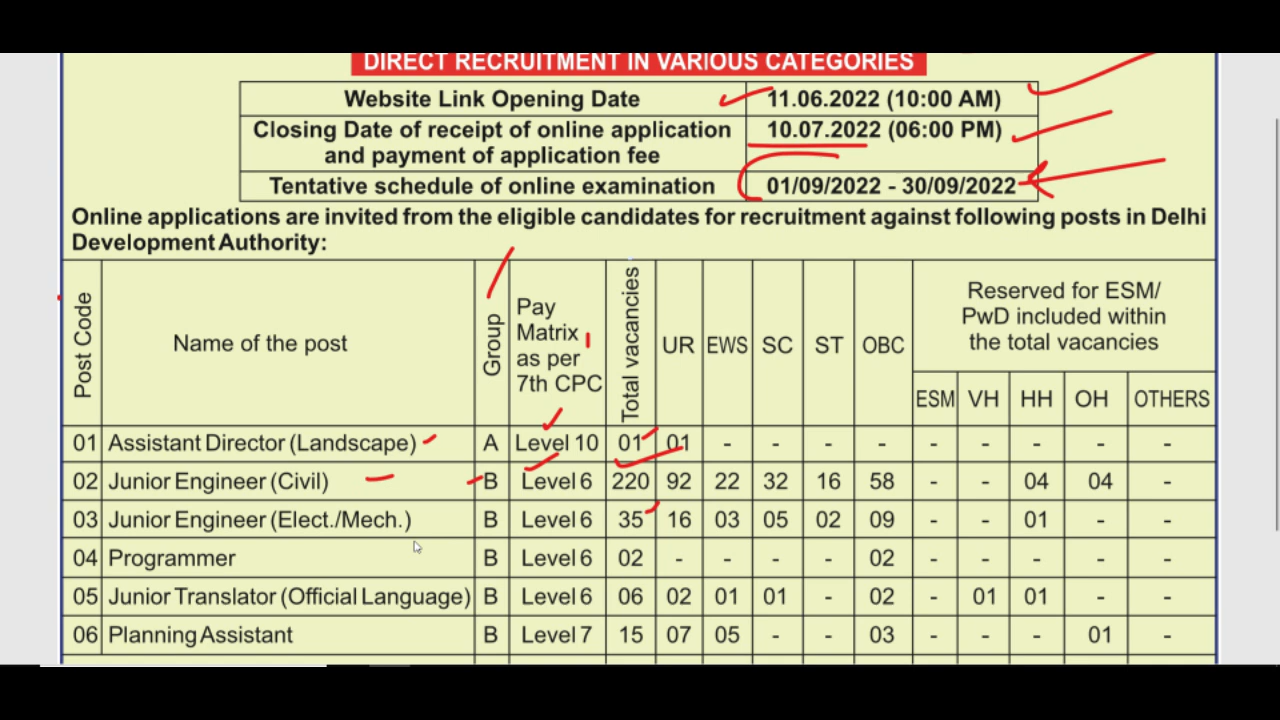 DIRECT RECRUITMENT IN VARIOUS CATEGORIES
Website Link Opening Date 11.06.2022 (10:00 AM)
Closing Date of receipt of online application and payment of application fee 10.07.2022 (06:00 PM)
Tentative schedule of online examination 01/09/2022 - 30/09/2022
Online applications are invited from the eligible candidates for recruitment against following posts in Delhi
Development Authority:
Post Code Name of the post Group Pay Matrix as per 7th CPC Total vacancies UR EWS SC ST OBC Reserved for ESM/ PwD included within the total vacancies
ESM VH HH OH OTHERS
01 Assistant Director (Landscape) A Level 10 01 01 - - - - - - - - -
02 Junior Engineer (Civil) B Level 6 220 92 22 32 16 58 - - 04 04 -
03 Junior Engineer (Elect./Mech.) B Level 6 35 16 03 05 02 09 - - 01 - -
04 Programmer B Level 6 02 - - - - 02 - - - - -
05 Junior Translator (Official Language) B Level 6 06 02 01 01 - 02 - 01 01 - -
06 Planning Assistant B Level 7 15 07 05 - - 03 - - - 01 -